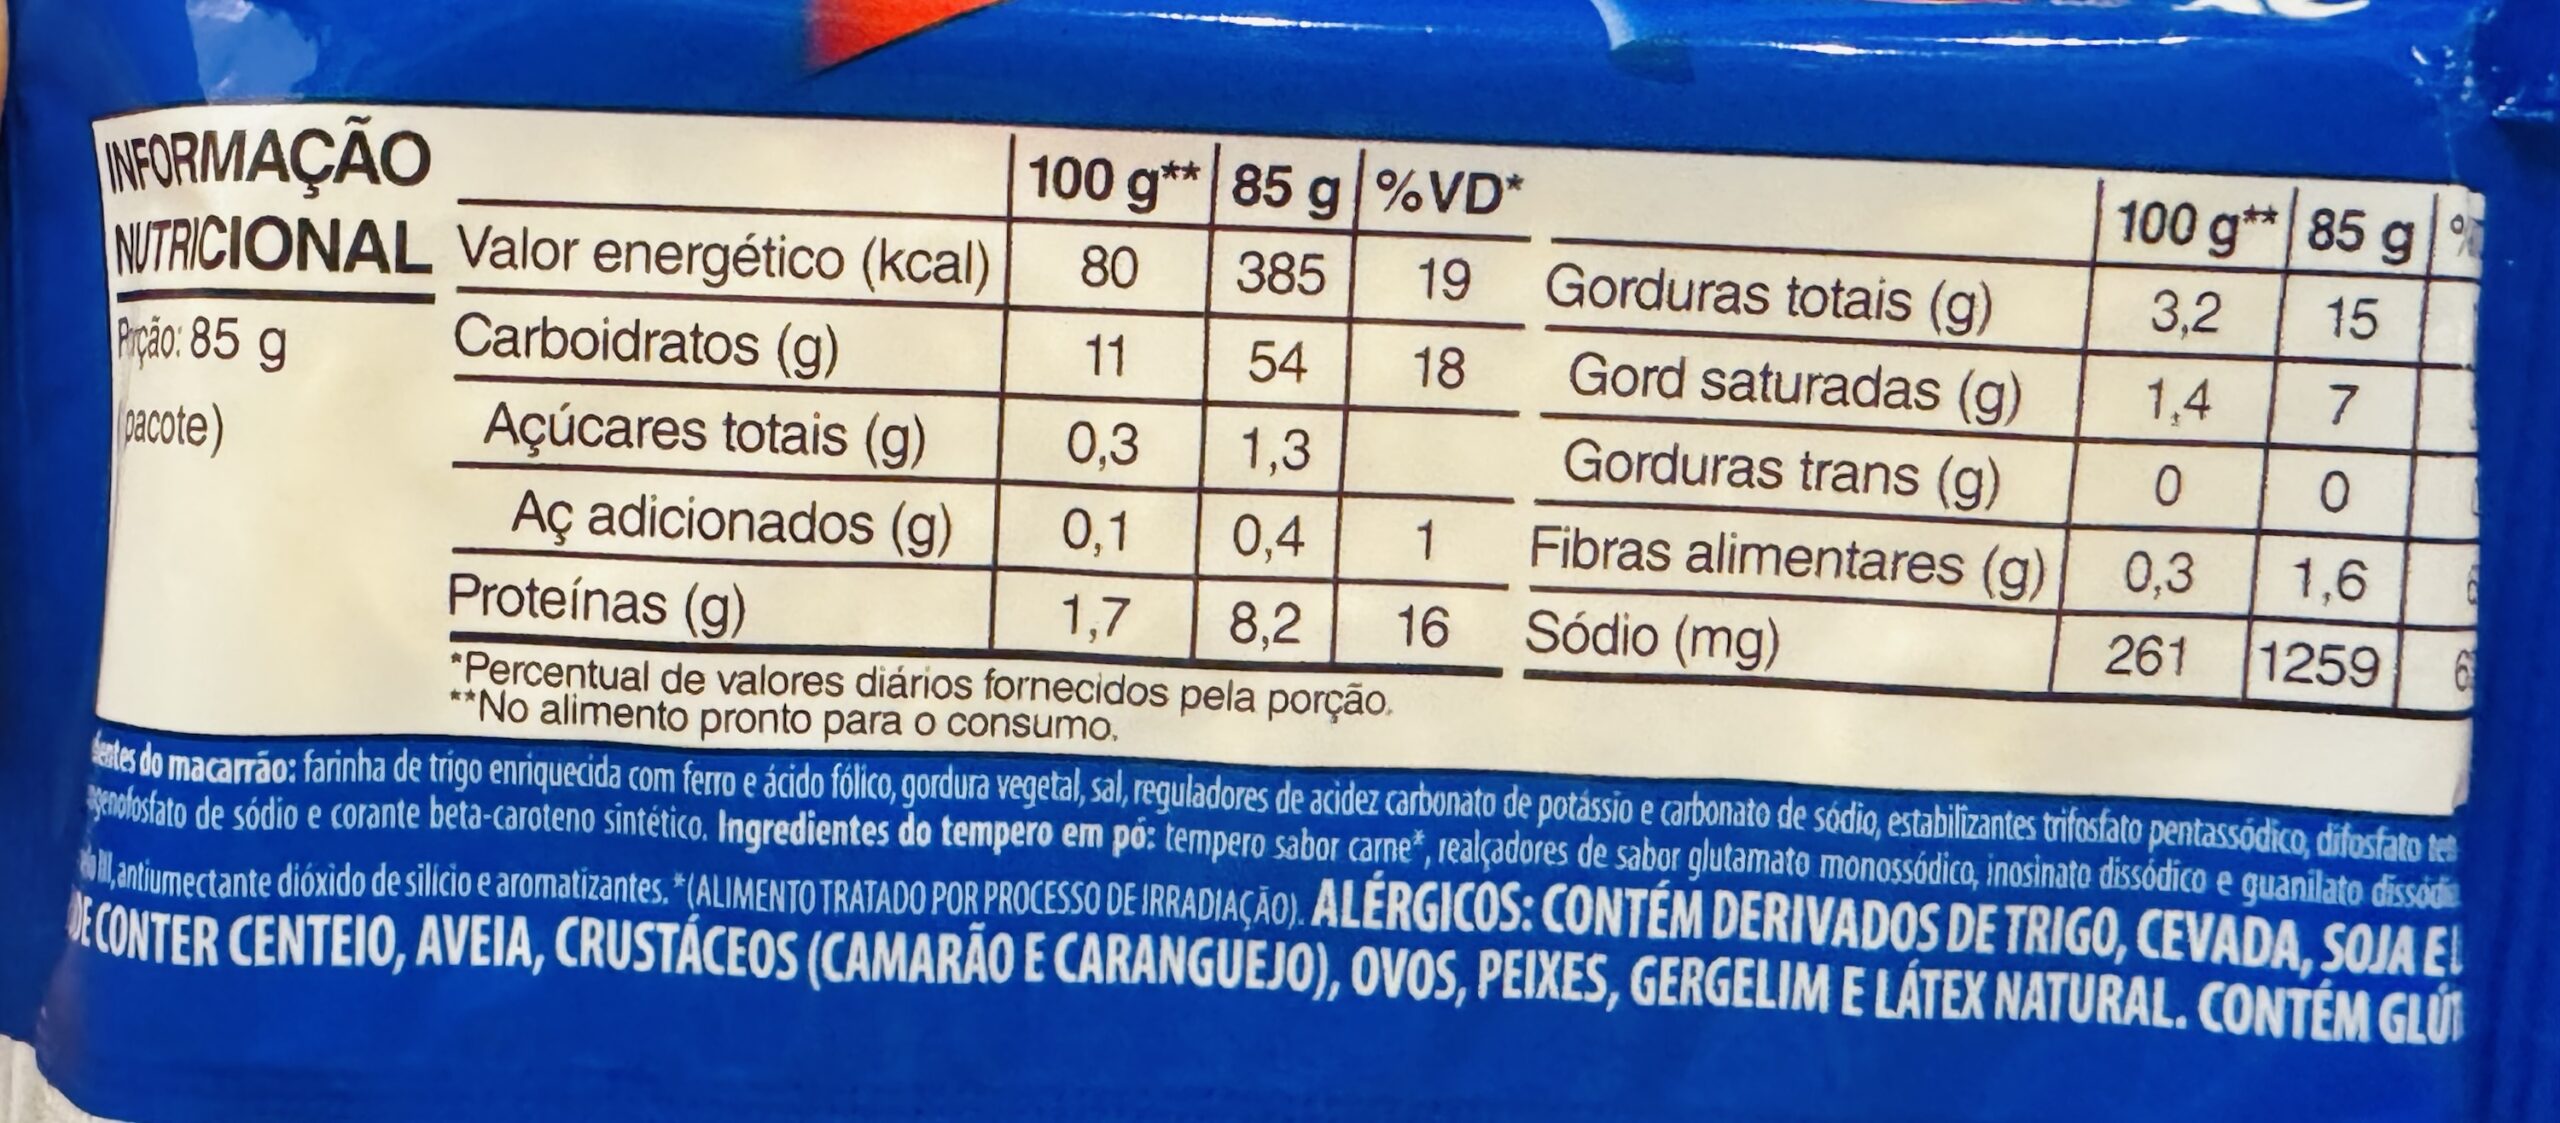 INFORMAÇÃO
NUTRICIONAL
Porção: 85 g
pacote)
100 g** 85 g %VD*
Valor energético (kcal) 80 385 19
Carboidratos (g) 11 54 18
Açúcares totais (g) 0,3 1,3
Aç adicionados (g) 0,1 0,4 1
Proteínas (g) 1,7 8,2 16
*Percentual de valores diários fornecidos pela porção.
**No alimento pronto para o consumo.
100 g** 85 g %
Gorduras totais (g) 3,2 15
Gord saturadas (g) 1,4 7
Gorduras trans (g) 0 0
Fibras alimentares (g) 0,3 1,6
Sódio (mg) 261 1259
do macarrão: farinha de trigo enriquecida com ferro e ácido fólico, gordura vegetal, sal, reguladores de acidez carbonato de potássio e carbonato de sódio, estabilizantes trifosfato pentassódico, difosfato
de sódio e corante beta-caroteno sintético. Ingredientes do tempero em pó: tempero sabor carne*, realçadores de sabor glutamato monossódico, inosinato dissódico e guanilato
antiumectante dióxido de silício e aromatizantes. *(ALIMENTO TRATADO POR PROCESSO DE IRRADIAÇÃO). ALÉRGICOS: CONTÉM DERIVADOS DE TRIGO, CEVADA, SOJA E
CONTER CENTEIO, AVEIA, CRUSTÁCEOS (CAMARÃO E CARANGUEJO), OVOS, PEIXES, GERGELIM E LÁTEX NATURAL. CONTÉM